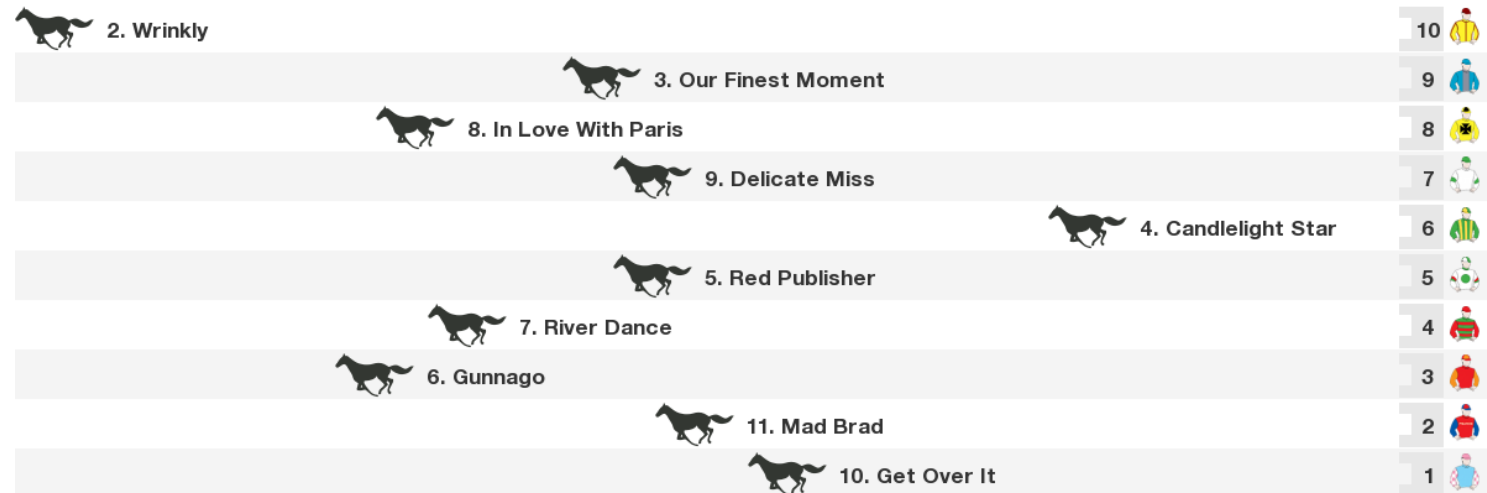 2. Wrinkly 10
3. Our Finest Moment 9
8. In Love With Paris 8
9. Delicate Miss 7
4. Candlelight Star 6
5. Red Publisher 5
7. River Dance 4
6. Gunnago 3
11. Mad Brad 2
10. Get Over It 1